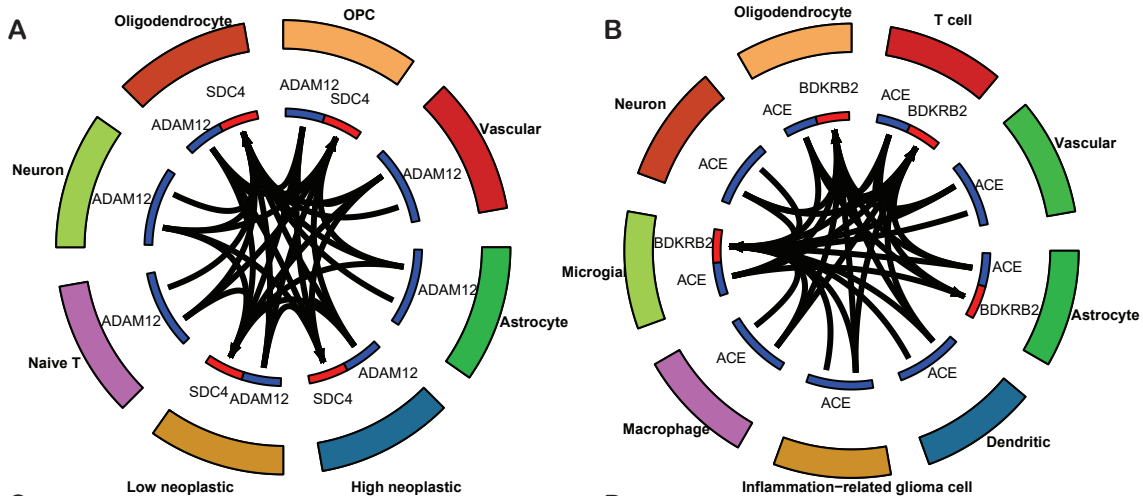 A
Oligodendrocyte
OPC
SDC4
ADAM12
SDC4
ADAM12
Vascular
ADAM12
Neuron
ADAM12
ADAM12
Astrocyte
ADAM12
Naive T
ADAM12
SDC4
ADAM12
SDC4
Low neoplastic
High neoplastic
B
Oligodendrocyte
T cell
BDKRB2
ACE
ACE
BDKRB2
Neuron
Vascular
ACE
ACE
BDKRB2
Microgial
ACE
ACE
BDKRB2
Astrocyte
ACE
ACE
ACE
Macrophage
Dendritic
Inflammation-related glioma cell